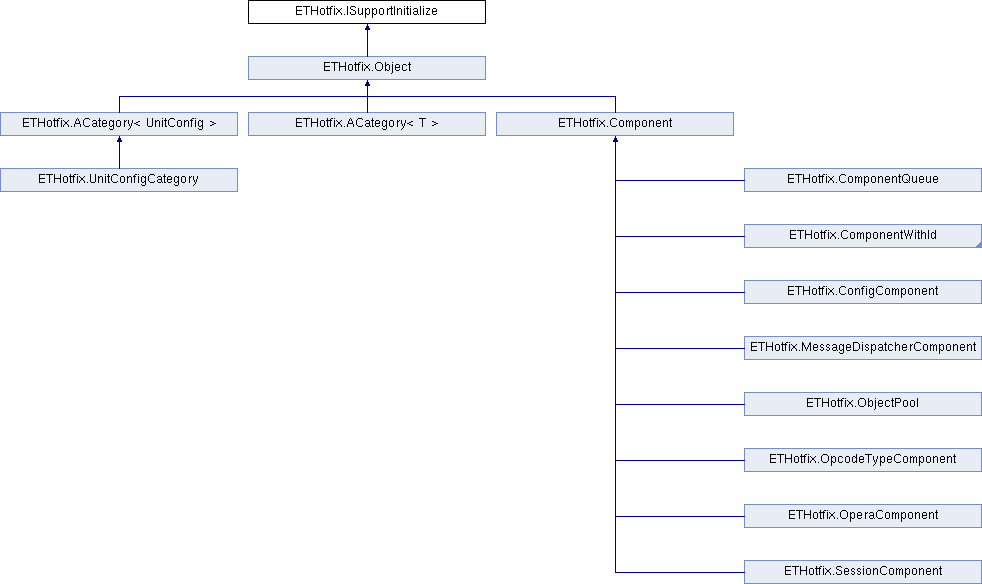 ETHotfix.ISupportInitialize
ETHotfix.Object
ETHotfix.ACategory< UnitConfig >
ETHotfix.ACategory< T >
ETHotfix.Component
ETHotfix.UnitConfigCategory
ETHotfix.ComponentQueue
ETHotfix.ComponentWithId
ETHotfix.ConfigComponent
ETHotfix.MessageDispatcherComponent
ETHotfix.ObjectPool
ETHotfix.OpcodeTypeComponent
ETHotfix.OperaComponent
ETHotfix.SessionComponent